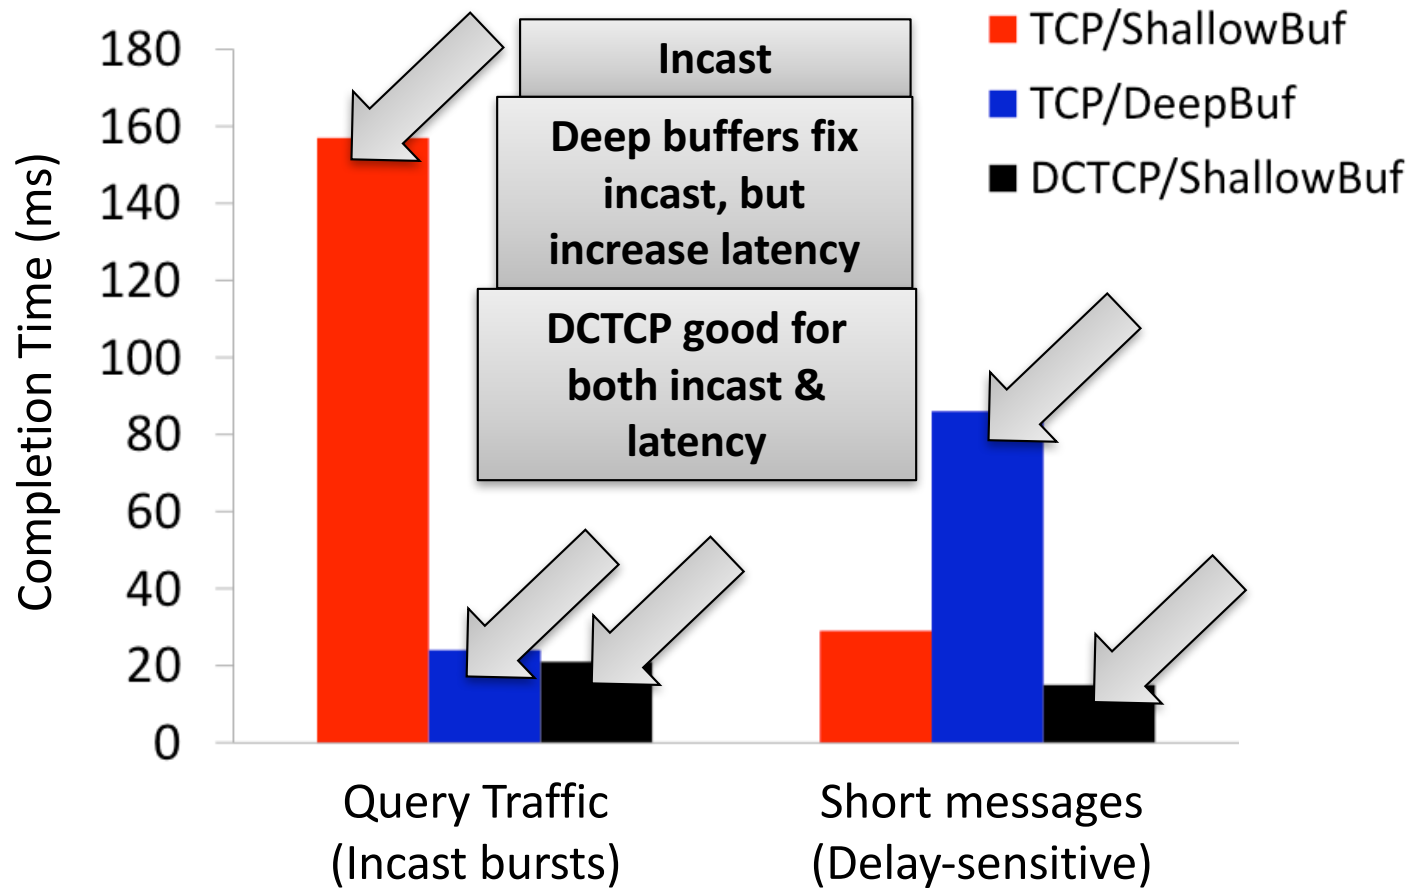 Completion Time (ms)
180
160
140
120
100
80
60
40
20
0
Incast
Deep buffers fix
incast, but
increase latency
DCTCP good for
both incast &
latency
TCP/ShallowBuf
TCP/DeepBuf
DCTCP/ShallowBuf
Query Traffic
(Incast bursts)
Short messages
(Delay-sensitive)